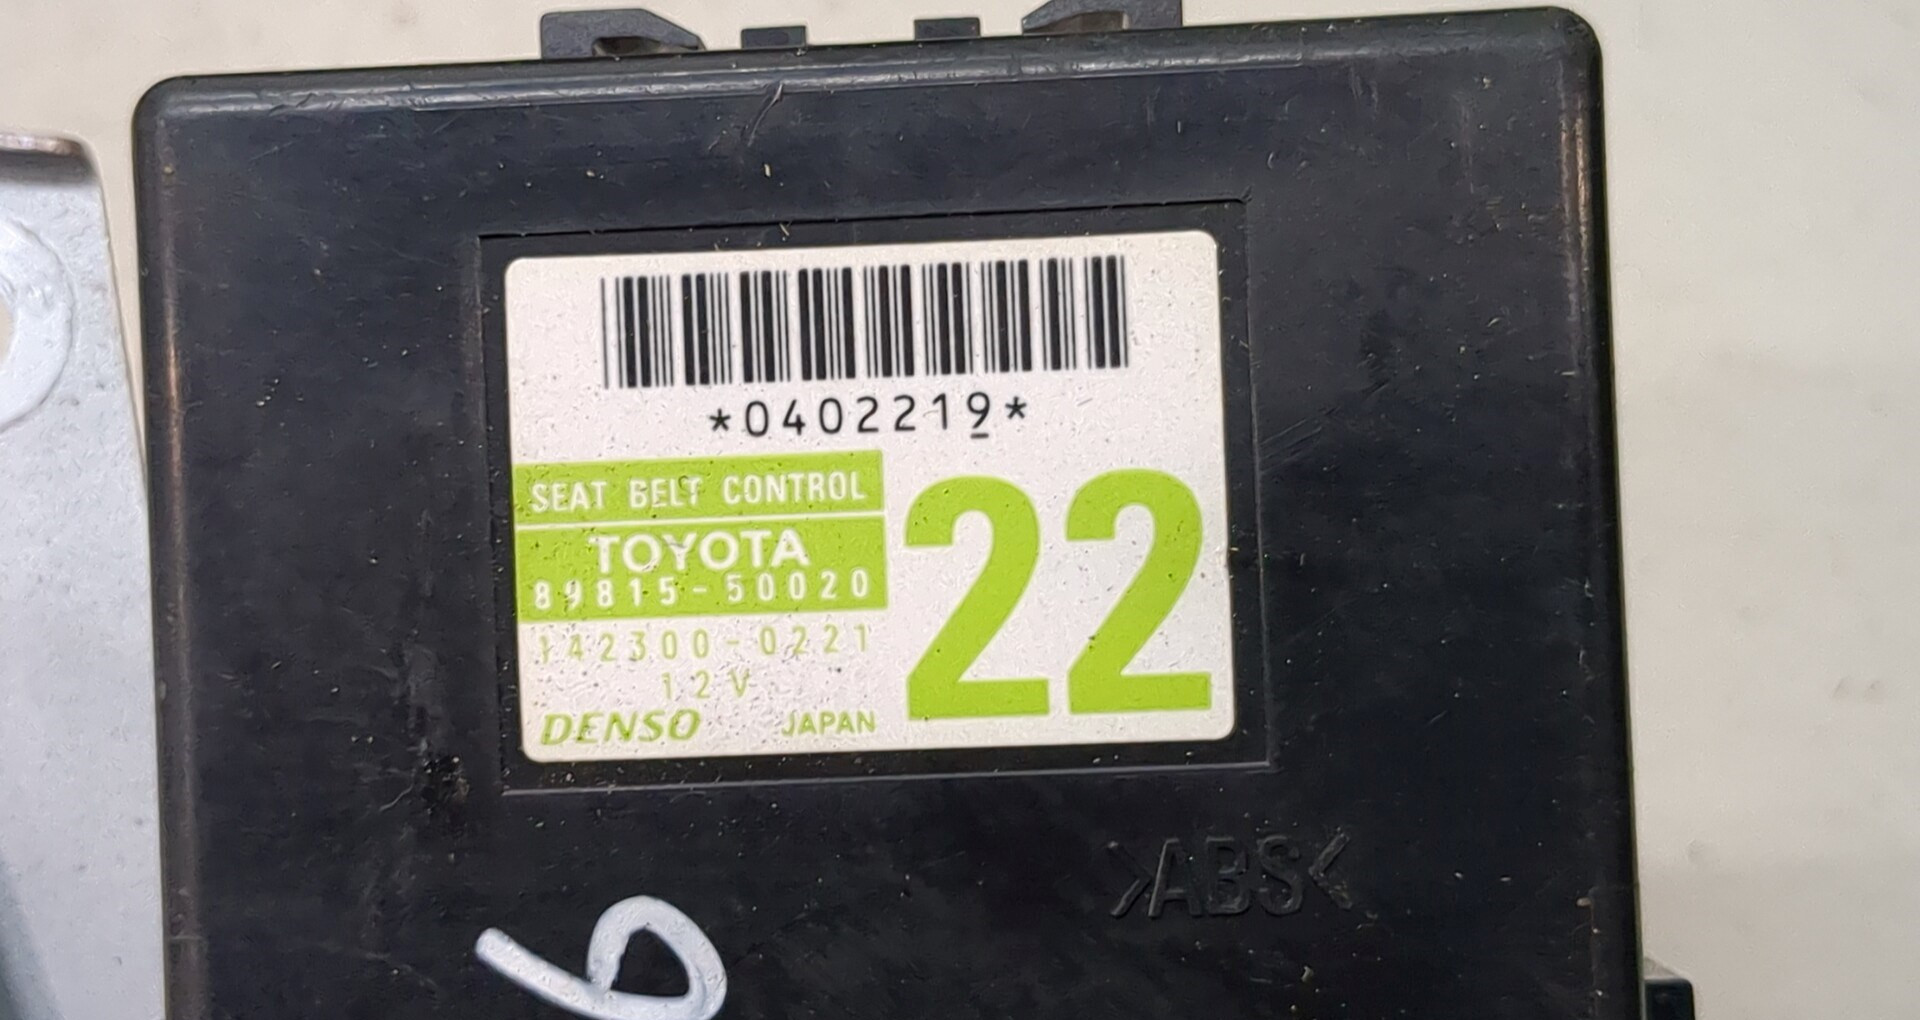 *0402219*
SEAT BELT CONTROL
TOYOTA
89815-50020
22
142300-0221
12V
DENSO JAPAN
>ABS<